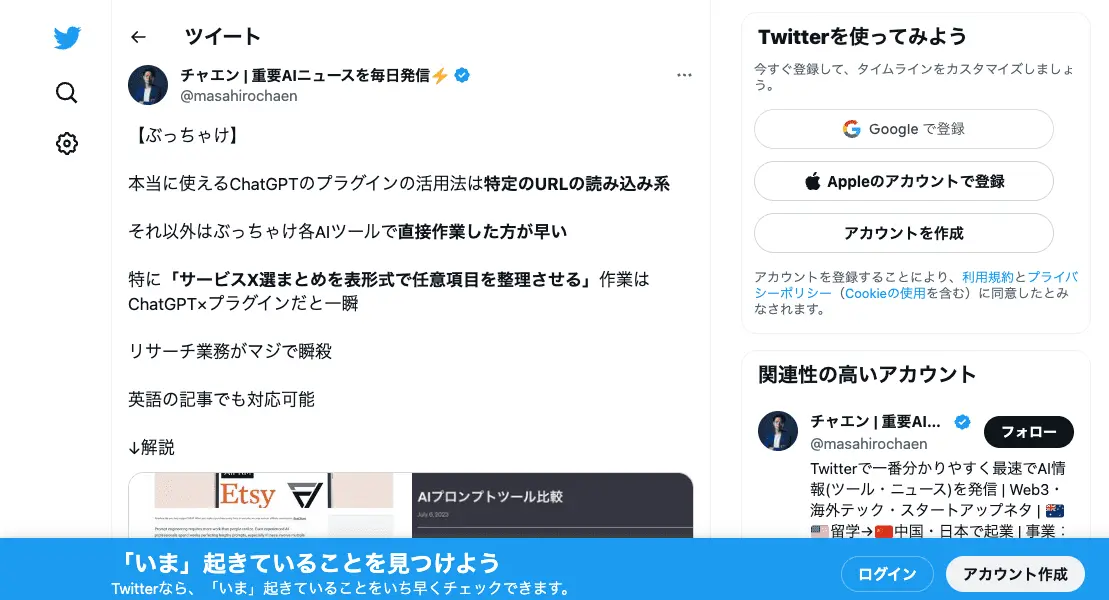 ツイート
チャエン | 重要AIニュースを毎日発信⚡
@masahirochaen
【ぶっちゃけ】
本当に使えるChatGPTのプラグインの活用法は特定のURLの読み込み系
それ以外はぶっちゃけ各AIツールで直接作業した方が早い
特に「サービスX選まとめを表形式で任意項目を整理させる」作業は
ChatGPT×プラグインだと一瞬
リサーチ業務がマジで瞬殺
英語の記事でも対応可能
↓解説
Etsy
AIプロンプトツール比較
July 6, 2023
Twitterを使ってみよう
今すぐ登録して、タイムラインをカスタマイズしましょ
う。
Google で登録
Appleのアカウントで登録
アカウントを作成
アカウントを登録することにより、利用規約とプライバ
シーポリシー（Cookieの使用を含む）に同意したとみ
なされます。
関連性の高いアカウント
チャエン | 重要AI...
@masahirochaen
フォロー
Twitterで一番分かりやすく最速でAI情
報(ツール・ニュース)を発信 | Web3・
海外テック・スタートアップネタ | 🇦🇺
🇺🇸留学→🇨🇳中国・日本で起業 | 事業：
「いま」起きていることを見つけよう
Twitterなら、「いま」起きていることをいち早くチェックできます。
ログイン
アカウント作成